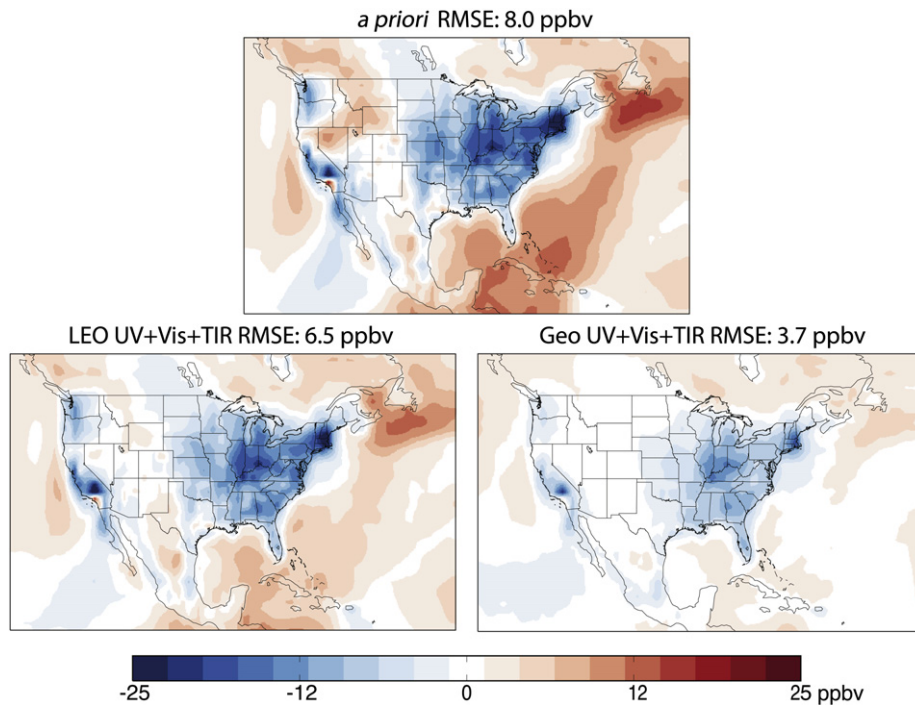 a priori RMSE: 8.0 ppbv
LEO UV+Vis+TIR RMSE: 6.5 ppbv
Geo UV+Vis+TIR RMSE: 3.7 ppbv
-25 -12 0 12 25 ppbv